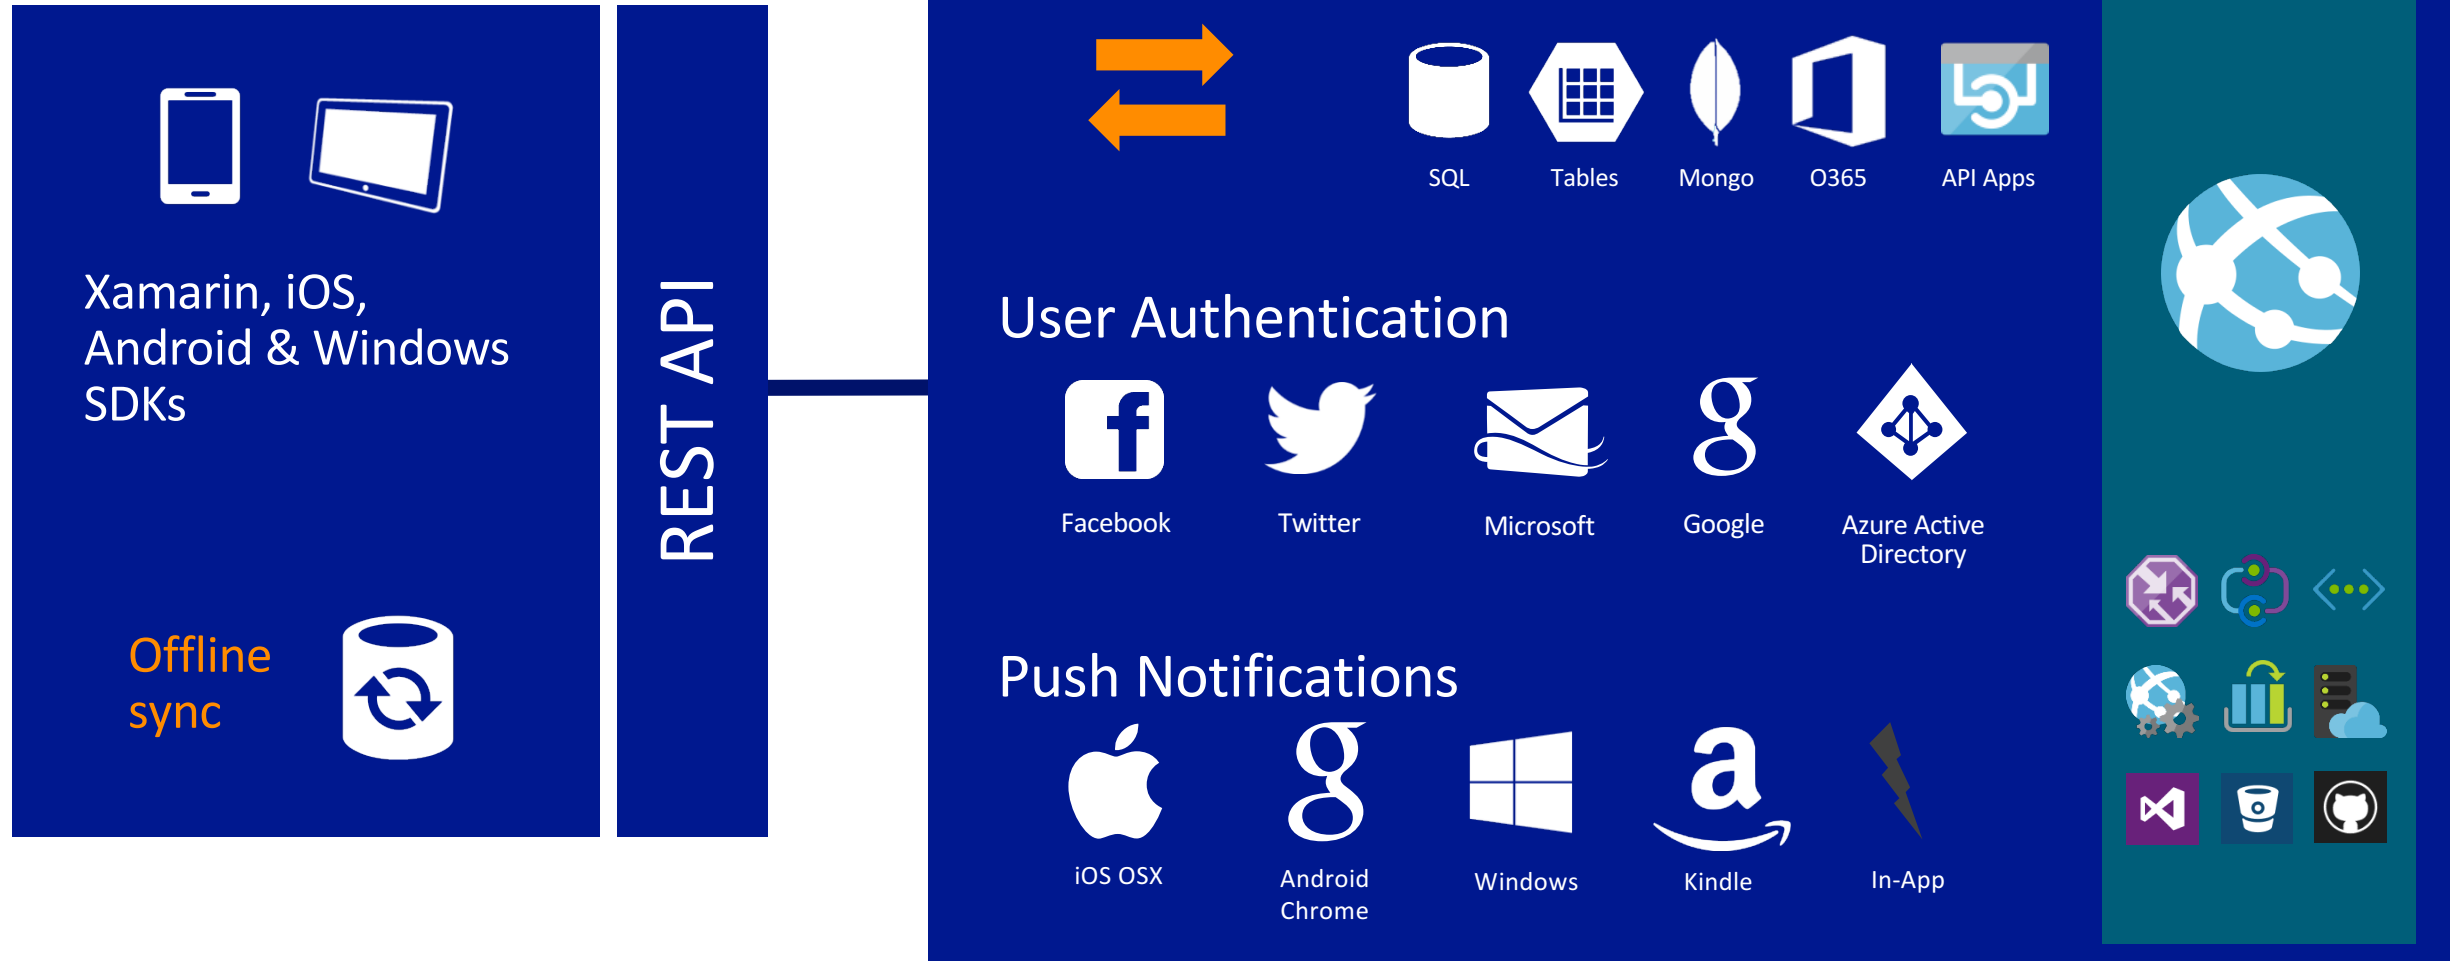 Xamarin, iOS,
Android & Windows
SDKs
Offline
sync
REST API
SQL
Tables
Mongo
O365
API Apps
User Authentication
Facebook
Twitter
Microsoft
Google
Azure Active
Directory
Push Notifications
iOS OSX
Android
Chrome
Windows
Kindle
In-App